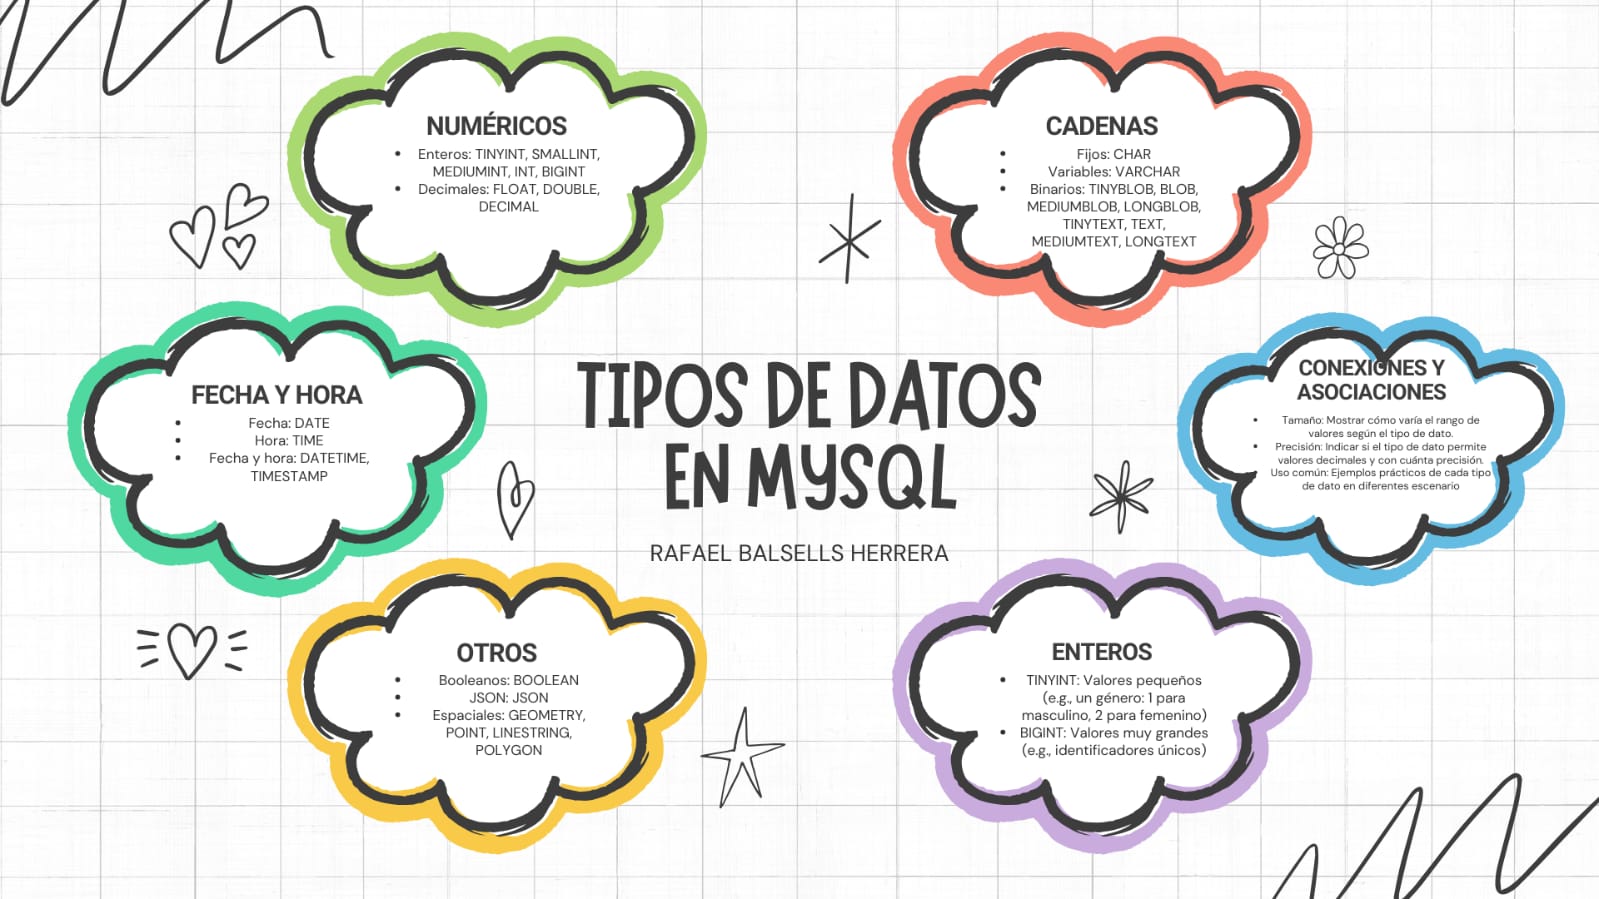 NUMÉRICOS
• Enteros: TINYINT, SMALLINT,
MEDIUMINT, INT, BIGINT
• Decimales: FLOAT, DOUBLE,
DECIMAL
CADENAS
• Fijos: CHAR
• Variables: VARCHAR
• Binarios: TINYBLOB, BLOB,
MEDIUMBLOB, LONGBLOB,
TINYTEXT, TEXT,
MEDIUMTEXT, LONGTEXT
FECHA Y HORA
• Fecha: DATE
• Hora: TIME
• Fecha y hora: DATETIME,
TIMESTAMP
TIPOS DE DATOS
EN MYSQL
RAFAEL BALSELLS HERRERA
CONEXIONES Y
ASOCIACIONES
• Tamaño: Mostrar cómo varía el rango de
valores según el tipo de dato.
• Precisión: Indicar si el tipo de dato permite
valores decimales y con cuánta precisión.
Uso común: Ejemplos prácticos de cada tipo
de dato en diferentes escenario
OTROS
• Booleanos: BOOLEAN
• JSON: JSON
• Espaciales: GEOMETRY,
POINT, LINESTRING,
POLYGON
ENTEROS
• TINYINT: Valores pequeños
(e.g., un género: 1 para
masculino, 2 para femenino)
• BIGINT: Valores muy grandes
(e.g., identificadores únicos)